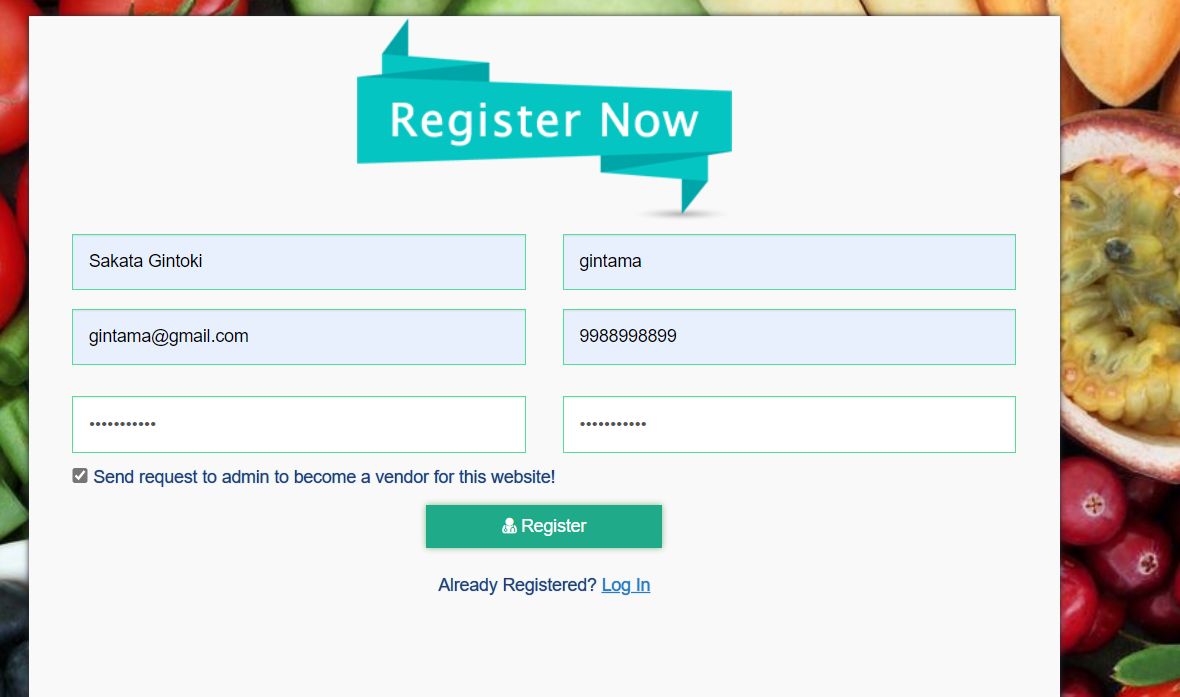 Register Now
Sakata Gintoki
gintama
gintama@gmail.com
9988998899
•••••••••••
•••••••••••
Send request to admin to become a vendor for this website!
Register
Already Registered? Log In